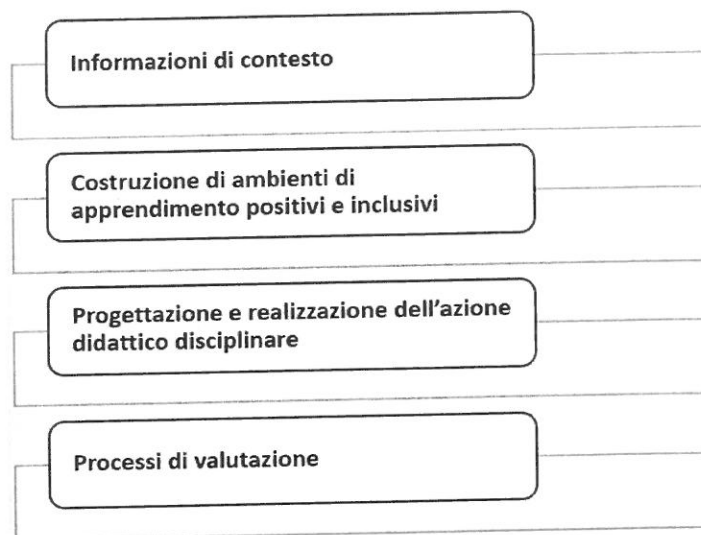 Informazioni di contesto
Costruzione di ambienti di
apprendimento positivi e inclusivi
Progettazione e realizzazione dell'azione
didattico disciplinare
Processi di valutazione